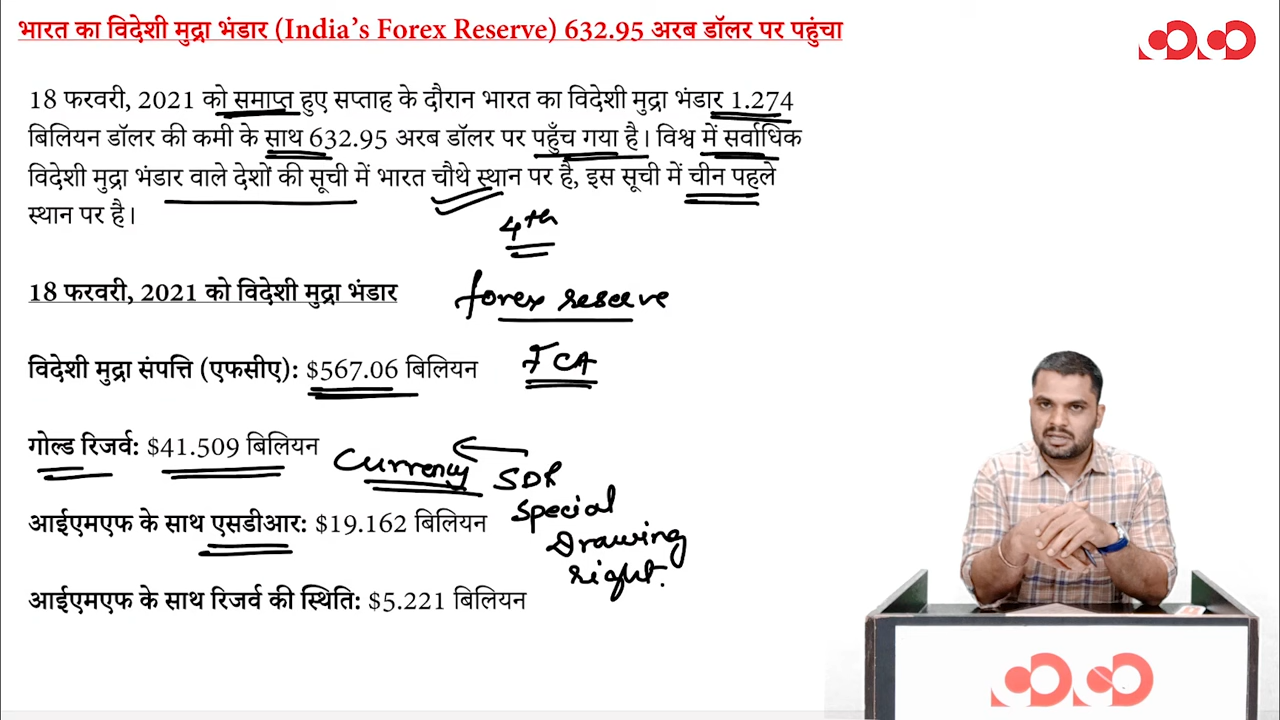 भारत का विदेशी मुद्रा भंडार (India's Forex Reserve) 632.95 अरब डॉलर पर पहुंचा
18 फरवरी, 2021 को समाप्त हुए सप्ताह के दौरान भारत का विदेशी मुद्रा भंडार 1.274
बिलियन डॉलर की कमी के साथ 632.95 अरब डॉलर पर पहुँच गया है। विश्व में सर्वाधिक
विदेशी मुद्रा भंडार वाले देशों की सूची में भारत चौथे स्थान पर है, इस सूची में चीन पहले
स्थान पर है।
4th
18 फरवरी, 2021 को विदेशी मुद्रा भंडार
forex reserve
विदेशी मुद्रा संपत्ति (एफसीए): $567.06 बिलियन
FCA
गोल्ड रिजर्व: $41.509 बिलियन
Currency
SDR
Special
Drawing
right.
आईएमएफ के साथ एसडीआर: $19.162 बिलियन
आईएमएफ के साथ रिजर्व की स्थिति: $5.221 बिलियन